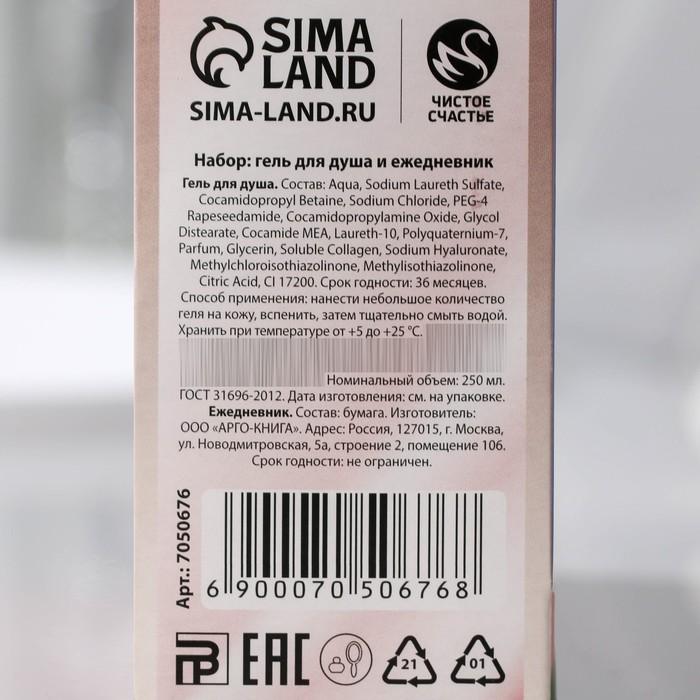 SIMA
LAND
SIMA-LAND.RU
ЧИСТОЕ
СЧАСТЬЕ
Набор: гель для душа и ежедневник
Гель для душа. Состав: Aqua, Sodium Laureth Sulfate,
Cocamidopropyl Betaine, Sodium Chloride, PEG-4
Rapeseedamide, Cocamidopropylamine Oxide, Glycol
Distearate, Cocamide MEA, Laureth-10, Polyquaternium-7,
Parfum, Glycerin, Soluble Collagen, Sodium Hyaluronate,
Methylchloroisothiazolinone, Methylisothiazolinone,
Citric Acid, CI 17200. Срок годности: 36 месяцев.
Способ применения: нанести небольшое количество
геля на кожу, вспенить, затем тщательно смыть водой.
Хранить при температуре от +5 до +25 °C.
Номинальный объем: 250 мл.
ГОСТ 31696-2012. Дата изготовления: см. на упаковке.
Ежедневник. Состав: бумага. Изготовитель:
ООО «АРГО-КНИГА». Адрес: Россия, 127015, г. Москва,
ул. Новодмитровская, 5а, строение 2, помещение 106.
Срок годности: не ограничен.
Арт.: 7050676
6 900070 506768
EAC
21
01